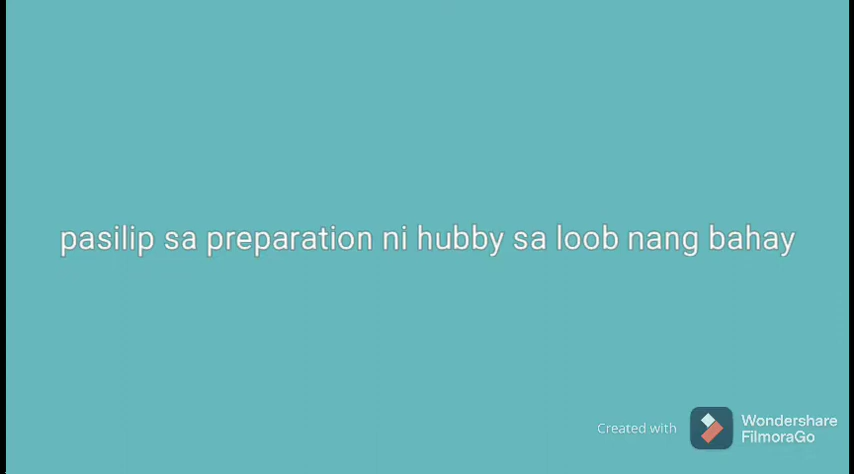 pasilip sa preparation ni hubby sa loob nang bahay
Created with
Wondershare
FilmoraGo